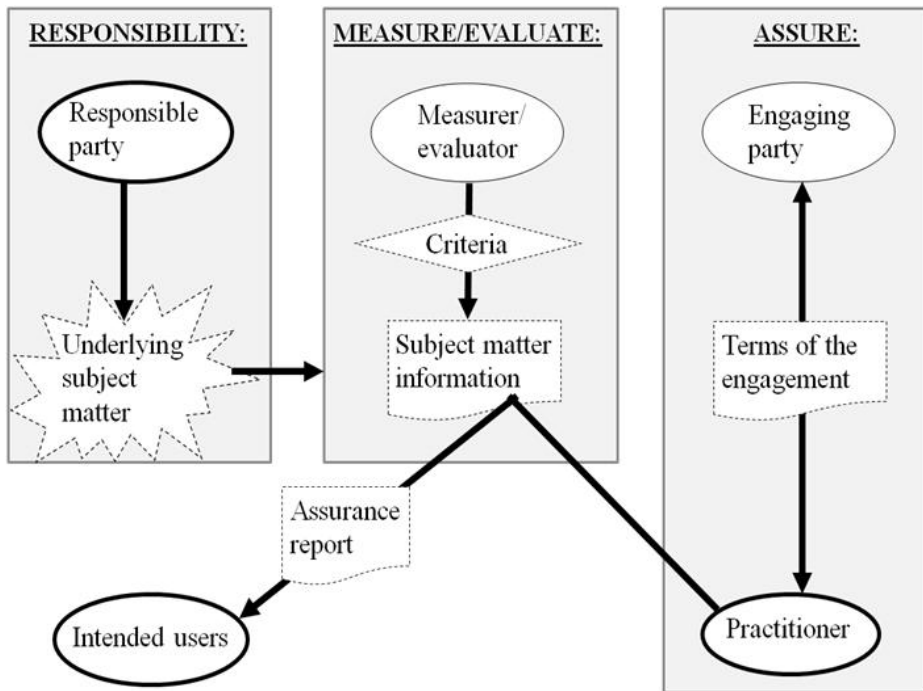 RESPONSIBILITY:
Responsible
party
Underlying
subject
matter
MEASURE/EVALUATE:
Measurer/
evaluator
Criteria
Subject matter
information
ASSURE:
Engaging
party
Terms of the
engagement
Assurance
report
Intended users
Practitioner